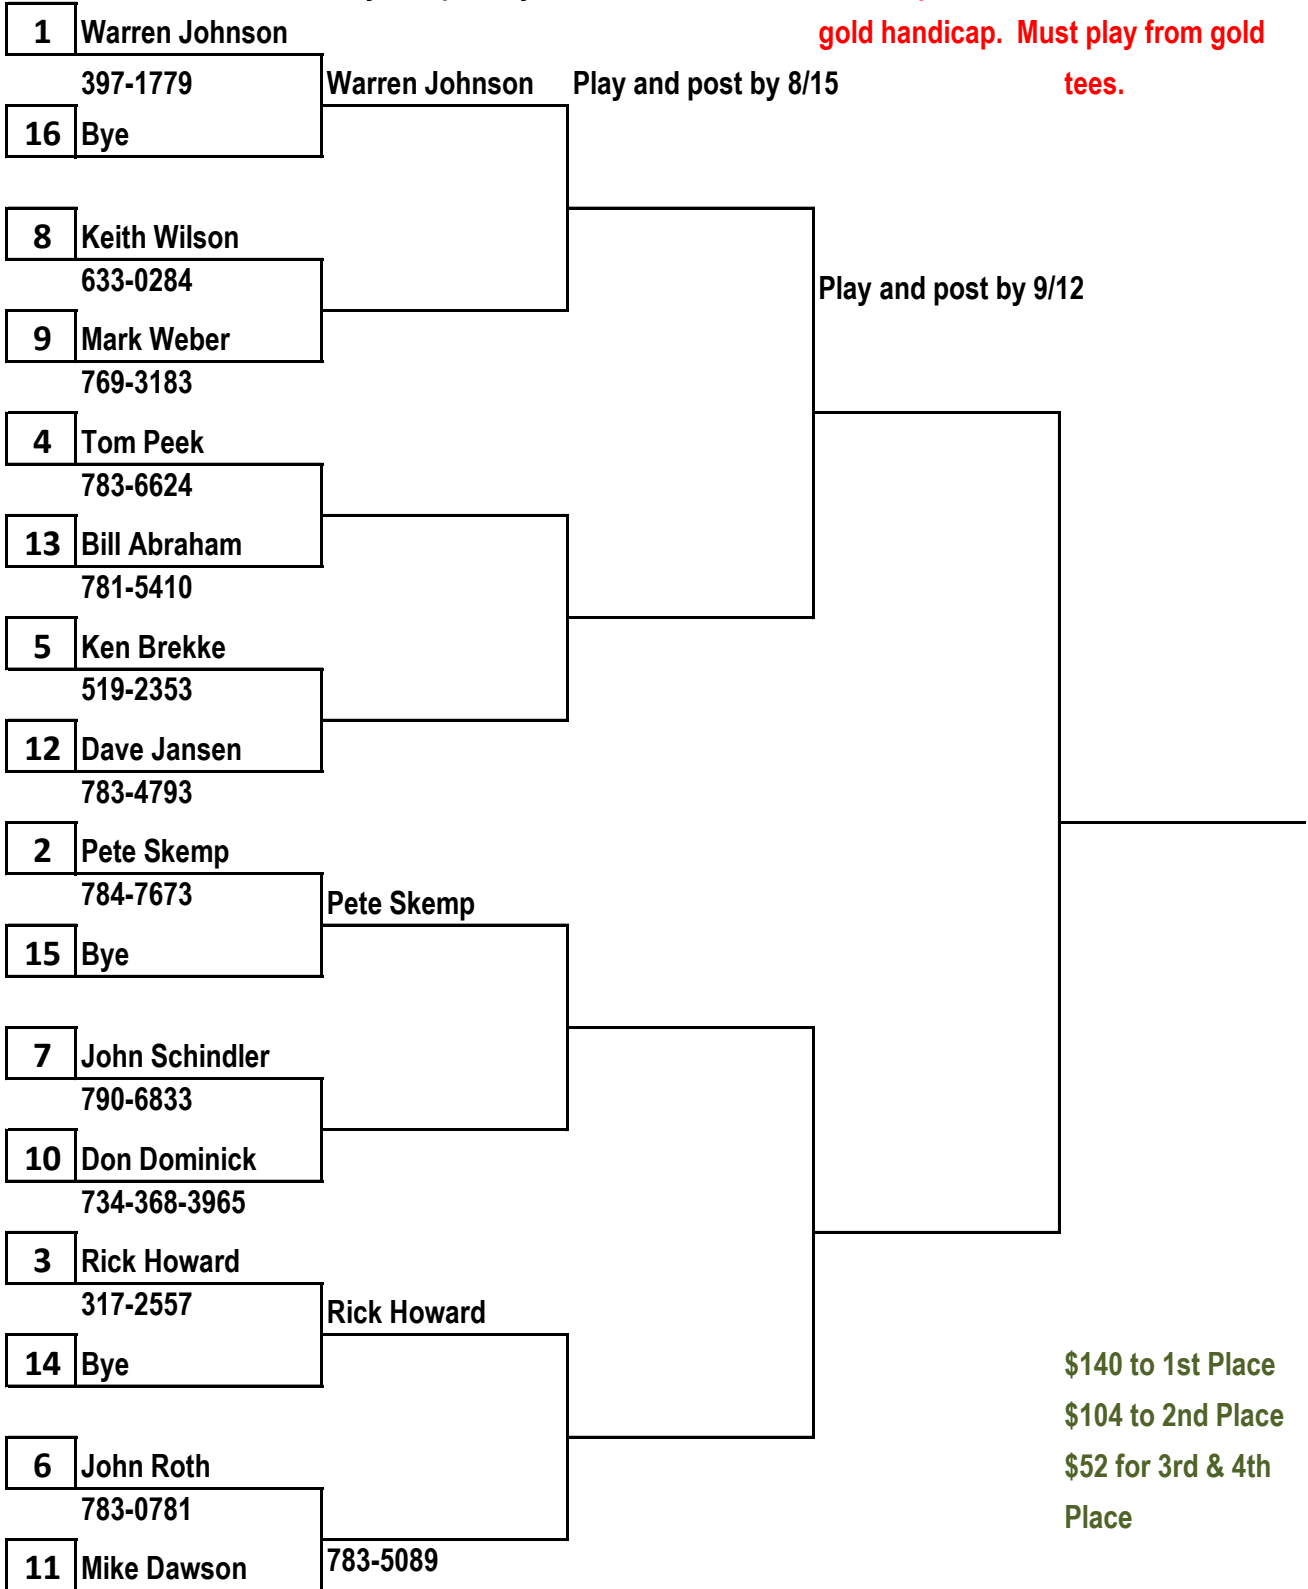 1 Warren Johnson
gold handicap. Must play from gold
397-1779 Warren Johnson Play and post by 8/15 tees.
16 Bye
8 Keith Wilson
633-0284
Play and post by 9/12
9 Mark Weber
769-3183
4 Tom Peek
783-6624
13 Bill Abraham
781-5410
5 Ken Brekke
519-2353
12 Dave Jansen
783-4793
2 Pete Skemp
784-7673
Pete Skemp
15 Bye
7 John Schindler
790-6833
10 Don Dominick
734-368-3965
3 Rick Howard
317-2557
Rick Howard
14 Bye
$140 to 1st Place
$104 to 2nd Place
6 John Roth
$52 for 3rd & 4th
783-0781
Place
11 Mike Dawson
783-5089